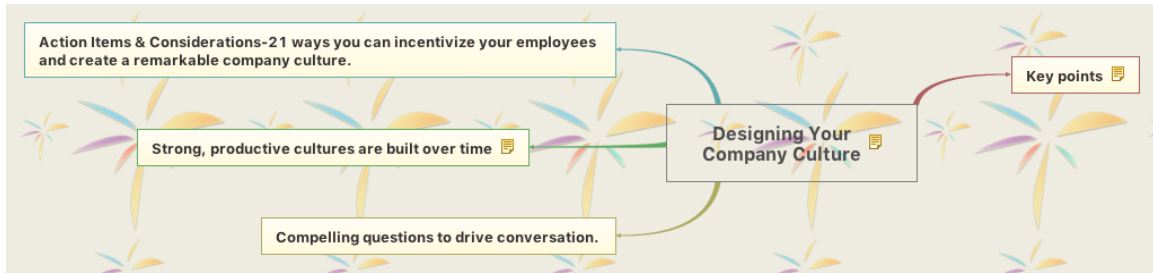 Action Items & Considerations-21 ways you can incentivize your employees
and create a remarkable company culture.
Key points
Designing Your
Company Culture
Strong, productive cultures are built over time
Compelling questions to drive conversation.